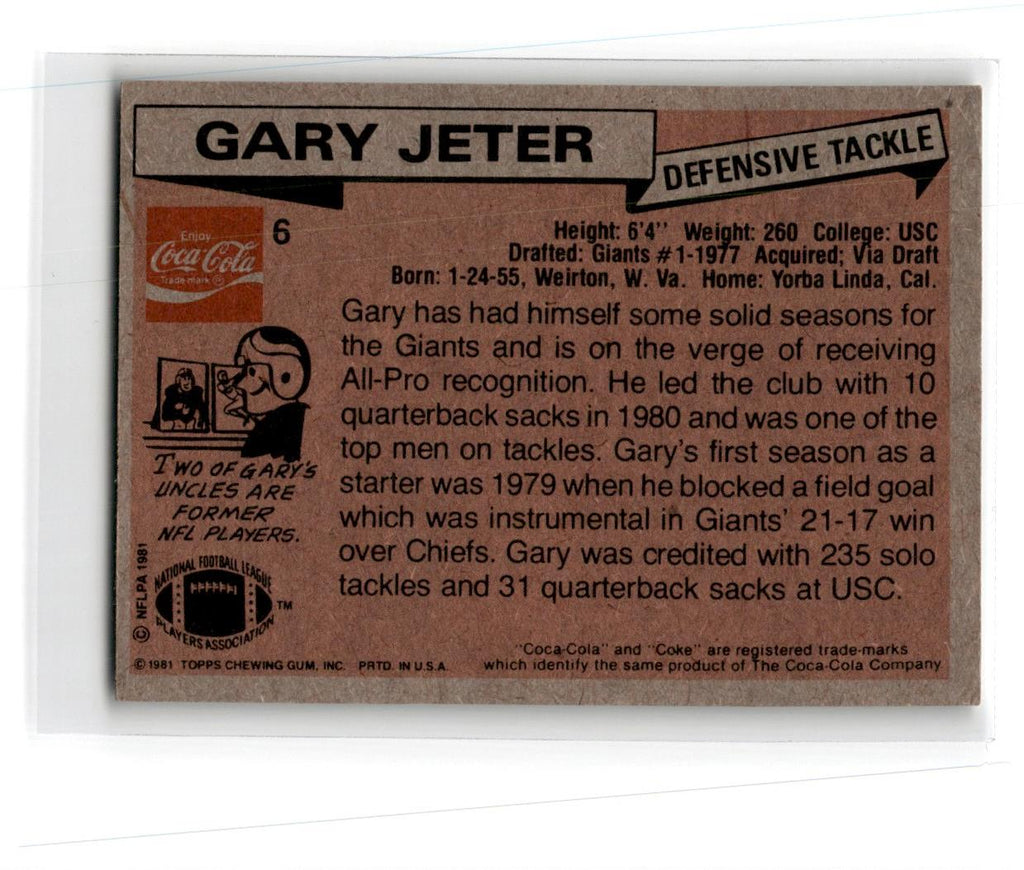 GARY JETER
DEFENSIVE TACKLE
Enjoy
Coca-Cola
Trade-mark ®
6
Height: 6'4'' Weight: 260 College: USC
Drafted: Giants #1-1977 Acquired; Via Draft
Born: 1-24-55, Weirton, W. Va. Home: Yorba Linda, Cal.
Gary has had himself some solid seasons for
the Giants and is on the verge of receiving
All-Pro recognition. He led the club with 10
quarterback sacks in 1980 and was one of the
top men on tackles. Gary's first season as a
starter was 1979 when he blocked a field goal
which was instrumental in Giants' 21-17 win
over Chiefs. Gary was credited with 235 solo
tackles and 31 quarterback sacks at USC.
TWO OF GARY'S
UNCLES ARE
FORMER
NFL PLAYERS.
© NFLPA 1981
NATIONAL FOOTBALL LEAGUE
PLAYERS ASSOCIATION
TM
© 1981 TOPPS CHEWING GUM, INC. PRTD. IN U.S.A.
"Coca-Cola" and "Coke" are registered trade-marks
which identify the same product of The Coca-Cola Company